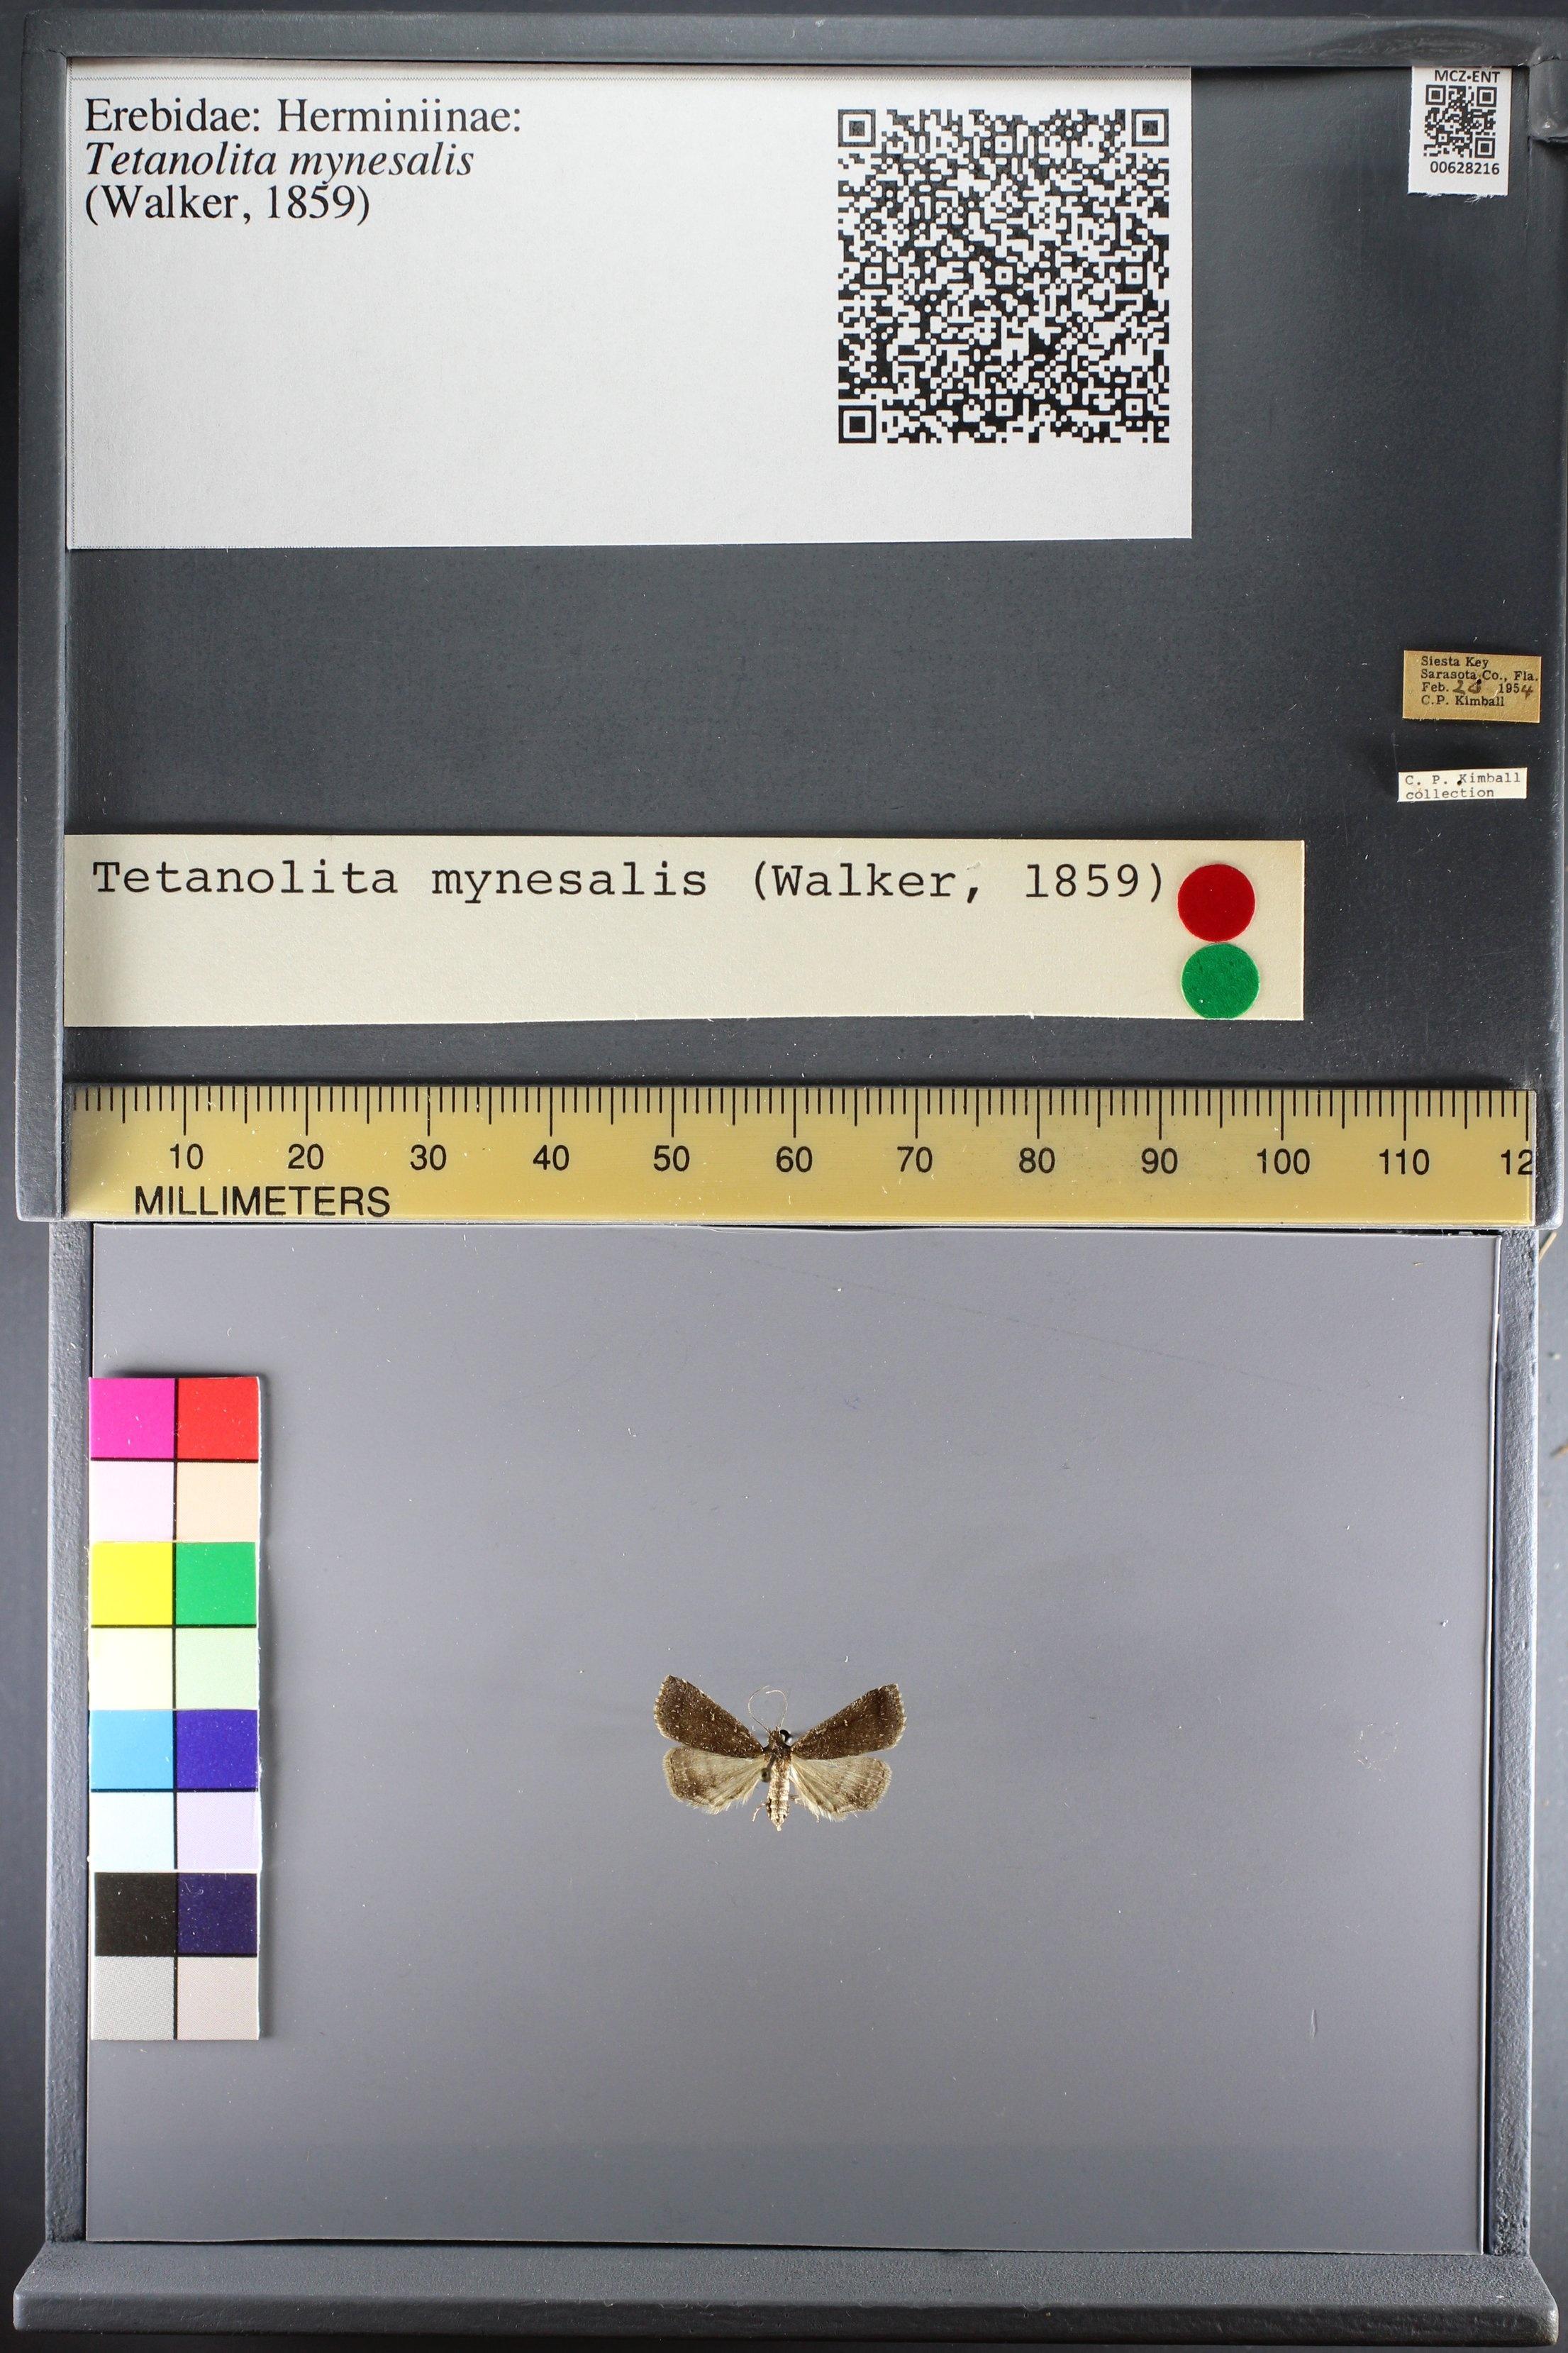 Erebidae: Herminiinae:
Tetanolita mynesalis
(Walker, 1859)
MCZ-ENT
00628216
Siesta Key
Sarasota Co., Fla.
Feb. 1954
C.P. Kimball
C. P. Kimball
collection
Tetanolita mynesalis (Walker, 1859)
10 20 30 40 50 60 70 80 90 100 110 12
MILLIMETERS